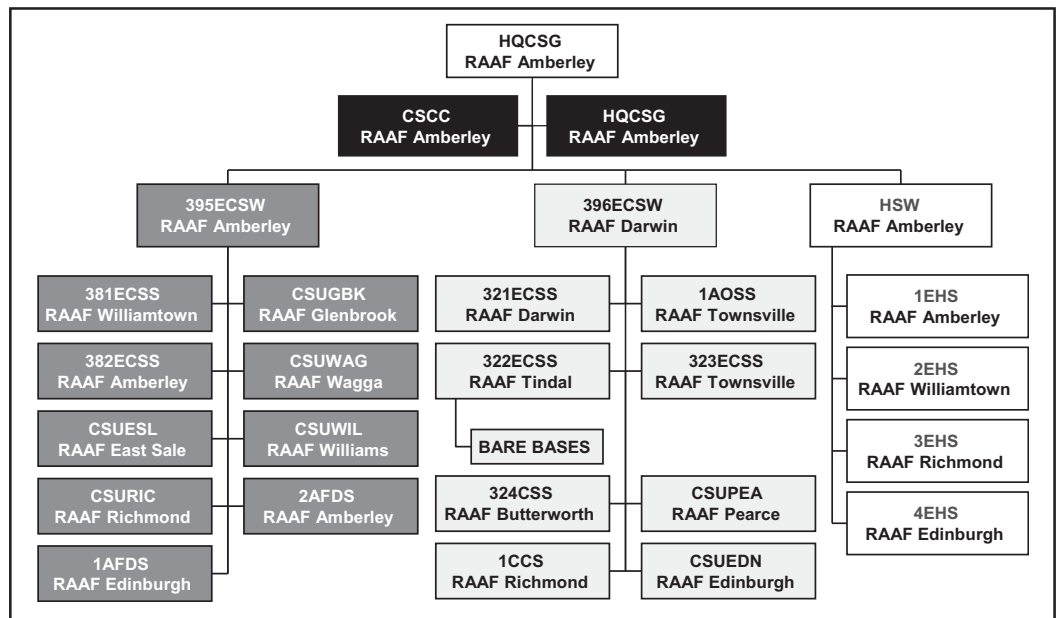 HQCSG
RAAF Amberley
CSCC
RAAF Amberley
HQCSG
RAAF Amberley
395ECSW
RAAF Amberley
396ECSW
RAAF Darwin
HSW
RAAF Amberley
381ECSS
RAAF Williamtown
CSUGBK
RAAF Glenbrook
382ECSS
RAAF Amberley
CSUWAG
RAAF Wagga
CSUESL
RAAF East Sale
CSUWIL
RAAF Williams
CSURIC
RAAF Richmond
2AFDS
RAAF Amberley
1AFDS
RAAF Edinburgh
321ECSS
RAAF Darwin
1AOSS
RAAF Townsville
322ECSS
RAAF Tindal
323ECSS
RAAF Townsville
BARE BASES
324CSS
RAAF Butterworth
CSUPEA
RAAF Pearce
1CCS
RAAF Richmond
CSUEDN
RAAF Edinburgh
1EHS
RAAF Amberley
2EHS
RAAF Williamtown
3EHS
RAAF Richmond
4EHS
RAAF Edinburgh